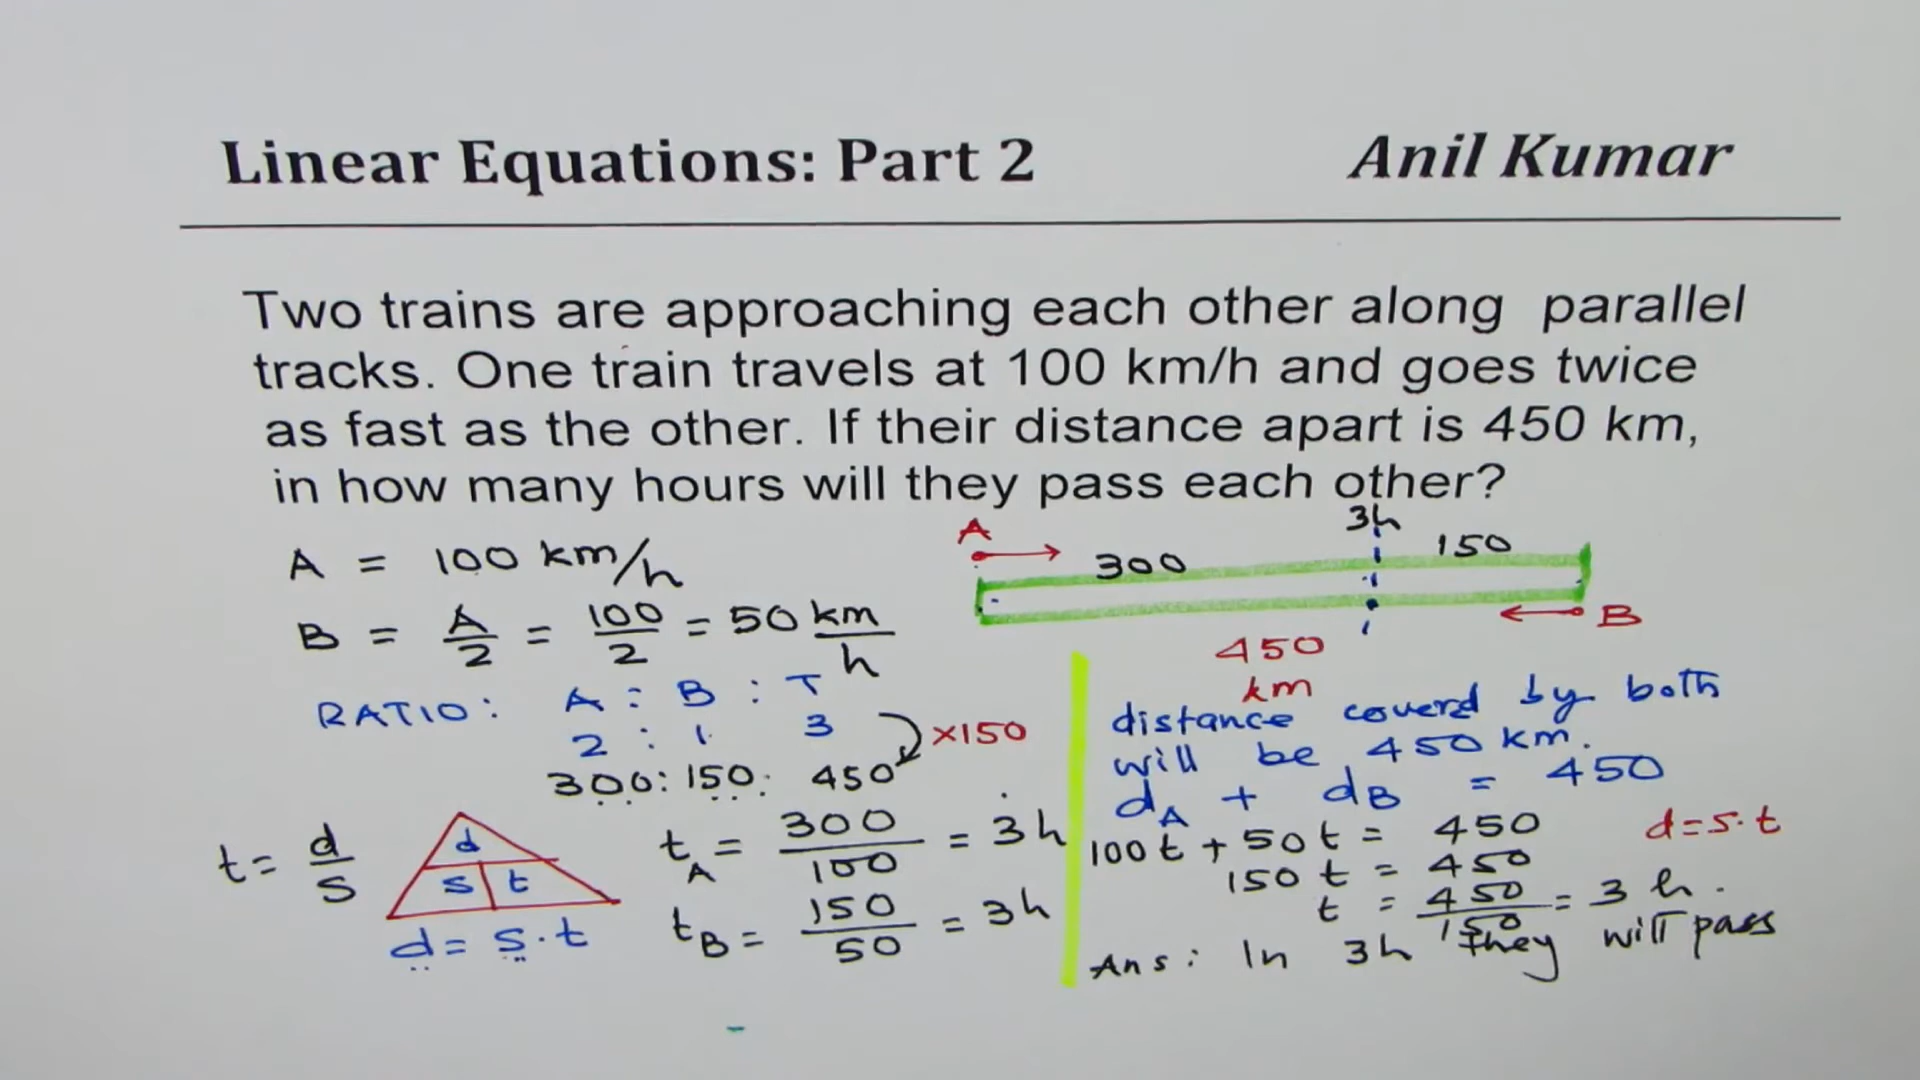 Linear Equations: Part 2
Anil Kumar
Two trains are approaching each other along parallel
tracks. One train travels at 100 km/h and goes twice
as fast as the other. If their distance apart is 450 km,
in how many hours will they pass each other?
A = 100 km/h
B = A/2 = 100/2 = 50 km/h
RATIO: A : B : T
2 : 1 3
×150
300 : 150 : 450
t = d/s
d
s t
d = s · t
t_A = 300/100 = 3h
t_B = 150/50 = 3h
A
3h
300
150
B
450
km
distance coverd by both
will be 450 km.
d_A + d_B = 450
100t + 50t = 450
d = s · t
150 t = 450
t = 450/150 = 3 h.
Ans: In 3h they will pass